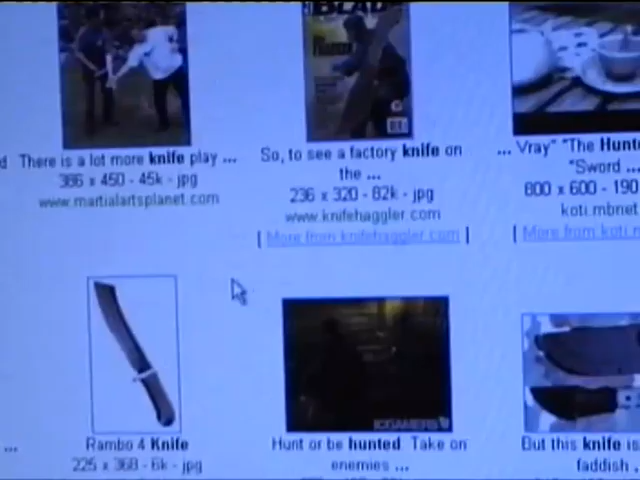 BLAD
d There is a lot more knife play ...
386 x 450 - 45k - jpg
www.martialartsplanet.com
So, to see a factory knife on
the ...
236 x 320 - 82k - jpg
www.knifehaggler.com
[ More from knifehaggler.com ]
... Vray" "The Hunt
"Sword ...
800 x 600 - 190
koti.mbnet
[ More from koti.m
...
Rambo 4 Knife
225 x 368 - 6k - jpg
ICGAMERS
Hunt or be hunted. Take on
enemies ...
But this knife is
faddish .